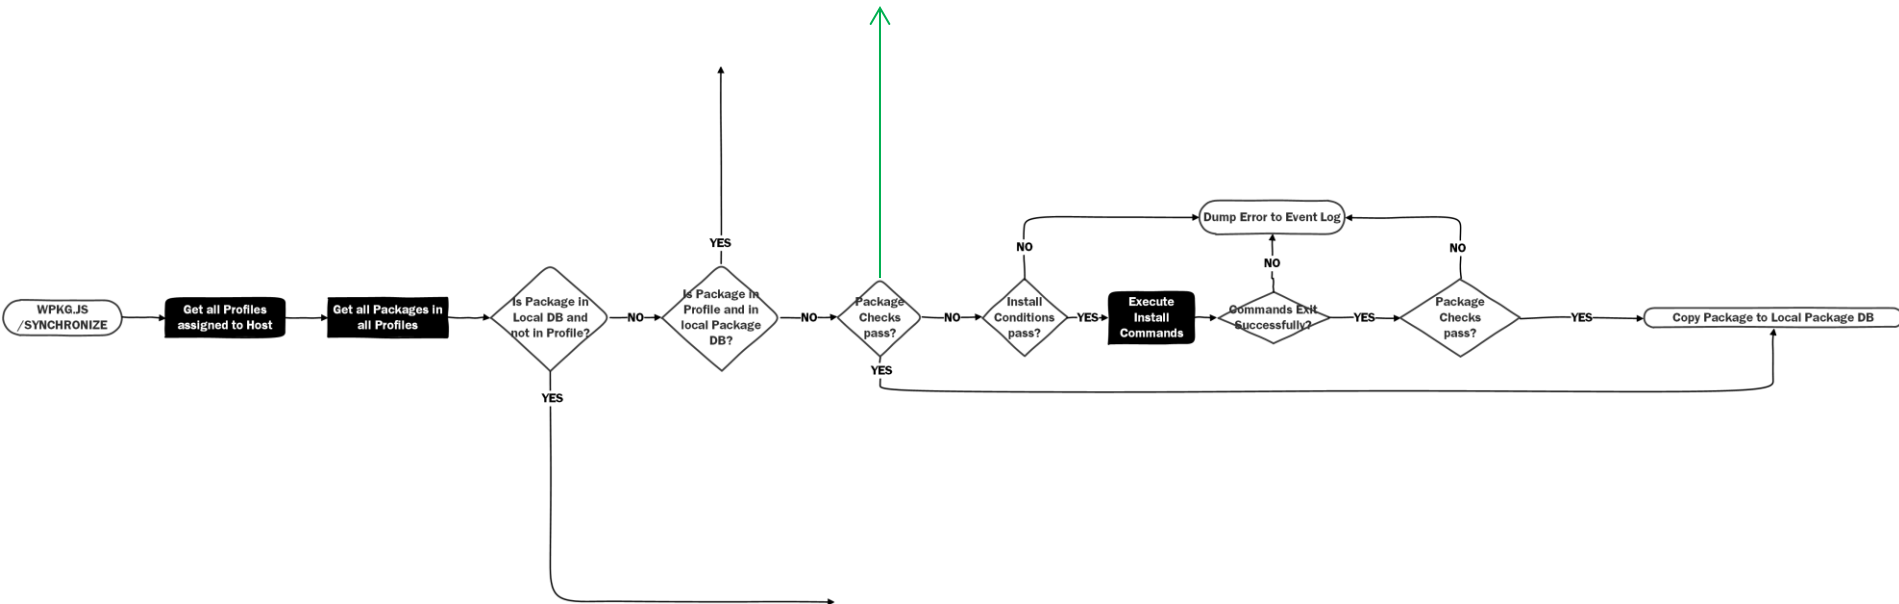 WPKG.JS
/SYNCHRONIZE
Get all Profiles
assigned to Host
Get all Packages in
all Profiles
Is Package in
Local DB and
not in Profile?
YES
NO
Is Package in
Profile and in
local Package
DB?
YES
NO
Package
Checks
pass?
YES
NO
Install
Conditions
pass?
NO
YES
Execute
Install
Commands
Commands Exit
Successfully?
NO
Dump Error to Event Log
YES
Package
Checks
pass?
NO
YES
Copy Package to Local Package DB